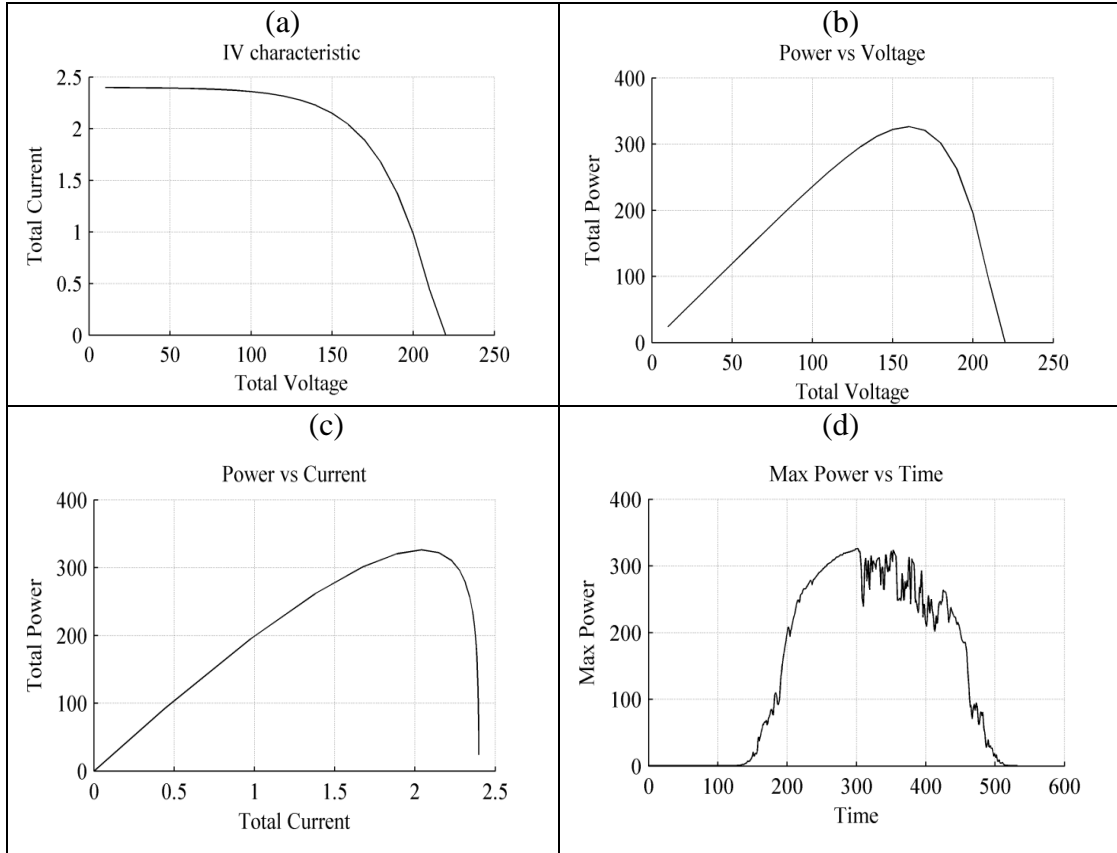 (a)
IV characteristic
2.5
2
1.5
1
0.5
0
Total Current
0 50 100 150 200 250
Total Voltage
(b)
Power vs Voltage
400
300
200
100
0
Total Power
0 50 100 150 200 250
Total Voltage
(c)
Power vs Current
400
300
200
100
0
Total Power
0 0.5 1 1.5 2 2.5
Total Current
(d)
Max Power vs Time
400
300
200
100
0
Max Power
0 100 200 300 400 500 600
Time